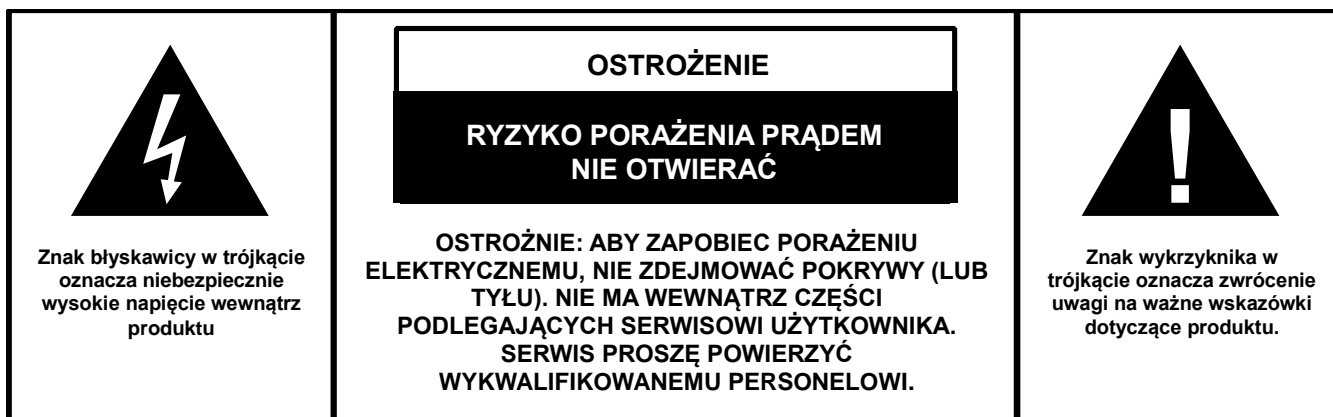 Znak błyskawicy w trójkącie
oznacza niebezpiecznie
wysokie napięcie wewnątrz
produktu
OSTROŻENIE
RYZYKO PORAŻENIA PRĄDEM
NIE OTWIERAĆ
OSTROŻNIE: ABY ZAPOBIEC PORAŻENIU
ELEKTRYCZNEMU, NIE ZDEJMOWAĆ POKRYWY (LUB
TYŁU). NIE MA WEWNĄTRZ CZĘŚCI
PODLEGAJĄCYCH SERWISOWI UŻYTKOWNIKA.
SERWIS PROSZĘ POWIERZYĆ
WYKWALIFIKOWANEMU PERSONELOWI.
!
Znak wykrzyknika w
trójkącie oznacza zwrócenie
uwagi na ważne wskazówki
dotyczące produktu.